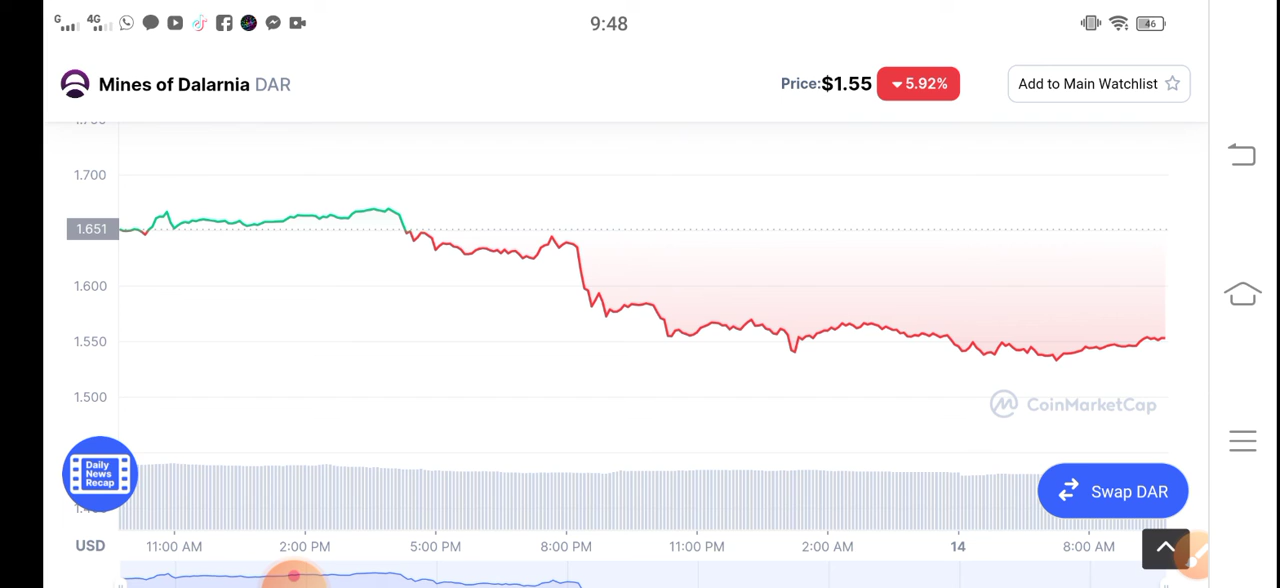 G 4G 9:48 46
Mines of Dalarnia DAR Price: $1.55 5.92% Add to Main Watchlist
1.700
1.651
1.600
1.550
1.500
CoinMarketCap
Daily
News
Recap
Swap DAR
USD 11:00 AM 2:00 PM 5:00 PM 8:00 PM 11:00 PM 2:00 AM 14 8:00 AM